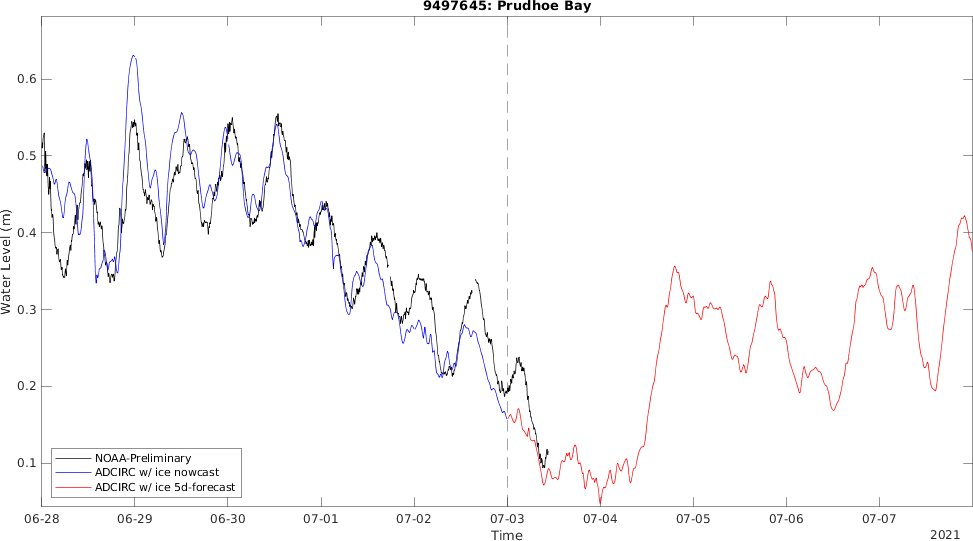 9497645: Prudhoe Bay
Water Level (m)
0.6
0.5
0.4
0.3
0.2
0.1
NOAA-Preliminary
ADCIRC w/ ice nowcast
ADCIRC w/ ice 5d-forecast
06-28 06-29 06-30 07-01 07-02 07-03 07-04 07-05 07-06 07-07
Time
2021